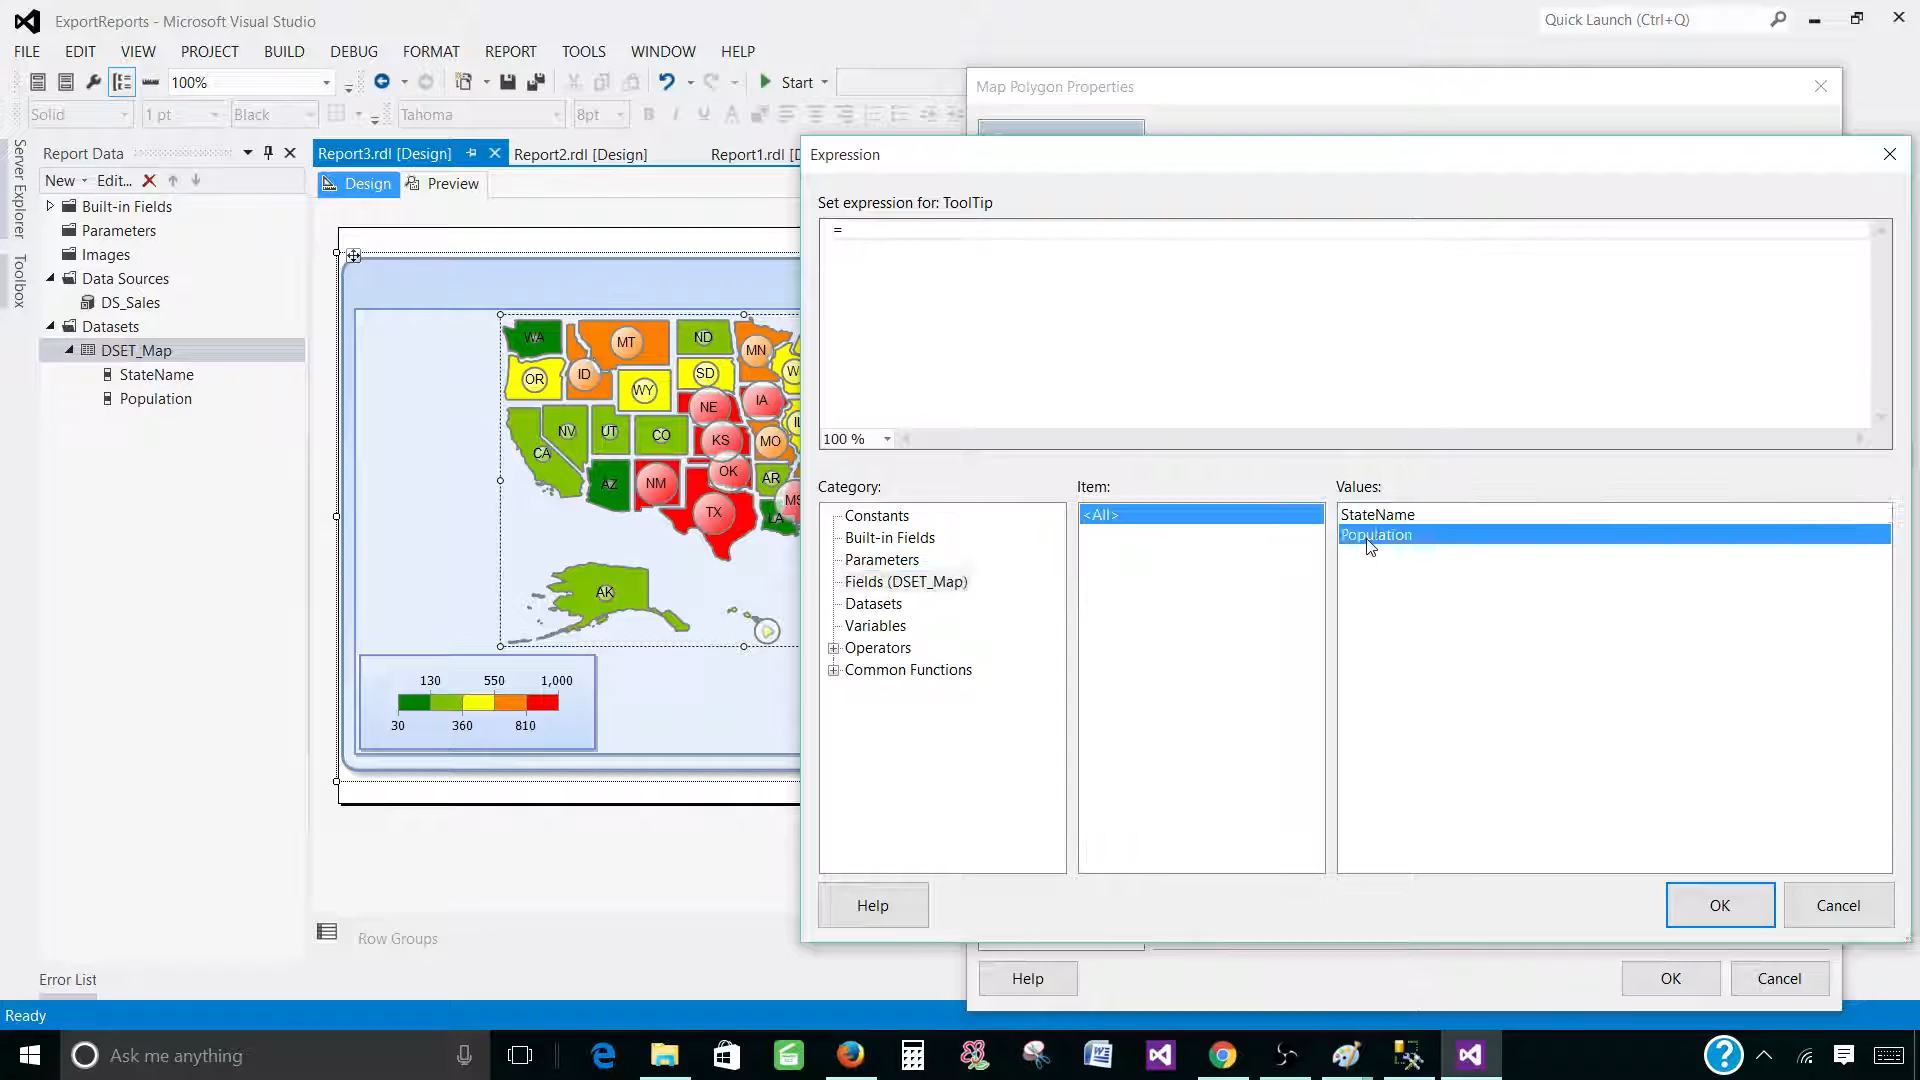 ExportReports - Microsoft Visual Studio
Quick Launch (Ctrl+Q)
FILE EDIT VIEW PROJECT BUILD DEBUG FORMAT REPORT TOOLS WINDOW HELP
100%
Start
Solid 1 pt Black Tahoma 8pt
Map Polygon Properties
Server Explorer
Toolbox
Report Data
New Edit...
Built-in Fields
Parameters
Images
Data Sources
DS_Sales
Datasets
DSET_Map
StateName
Population
Report3.rdl [Design] Report2.rdl [Design] Report1.rdl [D
Design Preview
WA MT ND MN
OR ID WY SD W
NE IA
NV UT CO KS MO IL
CA
AZ NM OK AR
TX LA MS
AK
130 550 1,000
30 360 810
Row Groups
Error List
Ready
Expression
Set expression for: ToolTip
=
100 %
Category:
Constants
Built-in Fields
Parameters
Fields (DSET_Map)
Datasets
Variables
Operators
Common Functions
Item:
<All>
Values:
StateName
Population
Help OK Cancel
Help OK Cancel
Ask me anything